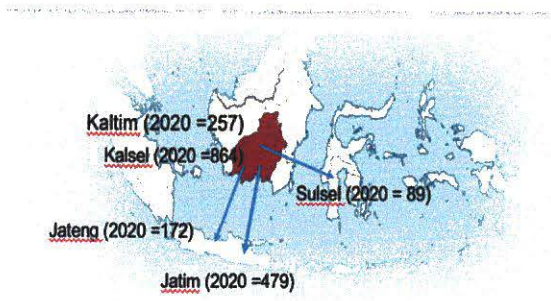 Kaltim (2020 =257)
Kalsel (2020 =864)
Sulsel (2020 = 89)
Jateng (2020 =172)
Jatim (2020 =479)